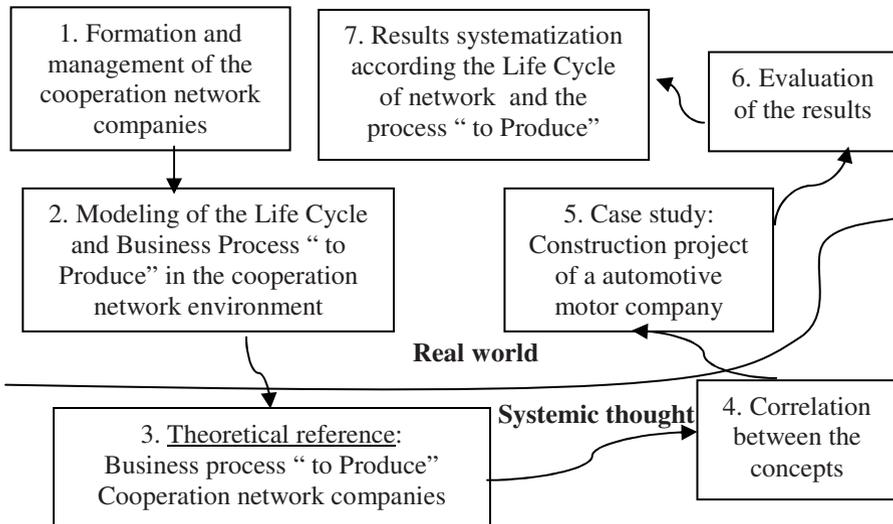 1. Formation and
management of the
cooperation network
companies
2. Modeling of the Life Cycle
and Business Process “ to
Produce” in the cooperation
network environment
3. Theoretical reference:
Business process “ to Produce”
Cooperation network companies
4. Correlation
between the
concepts
5. Case study:
Construction project
of a automotive
motor company
6. Evaluation
of the results
7. Results systematization
according the Life Cycle
of network and the
process “ to Produce”
Real world
Systemic thought